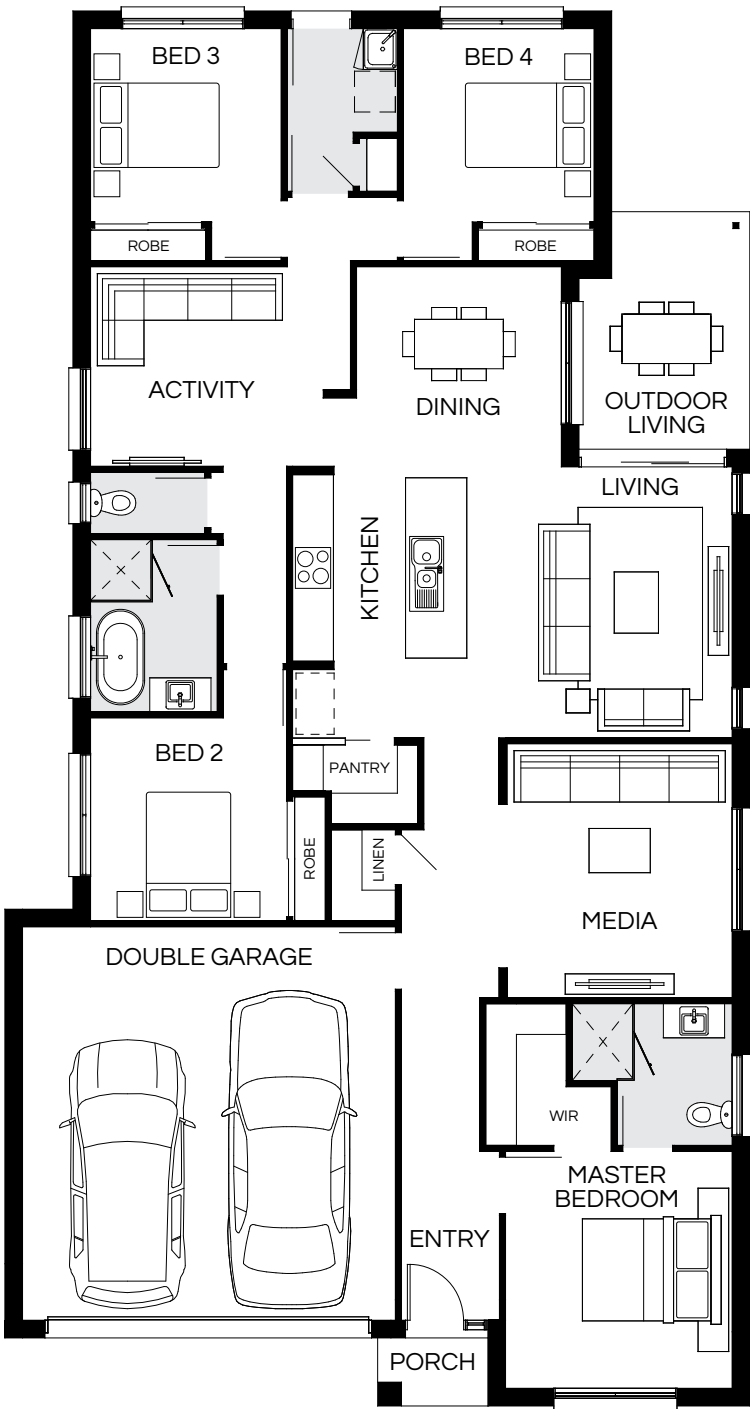 BED 3
BED 4
ROBE
ROBE
ACTIVITY
DINING
OUTDOOR
LIVING
LIVING
KITCHEN
BED 2
PANTRY
ROBE
LINEN
MEDIA
DOUBLE GARAGE
WIR
MASTER
BEDROOM
ENTRY
PORCH